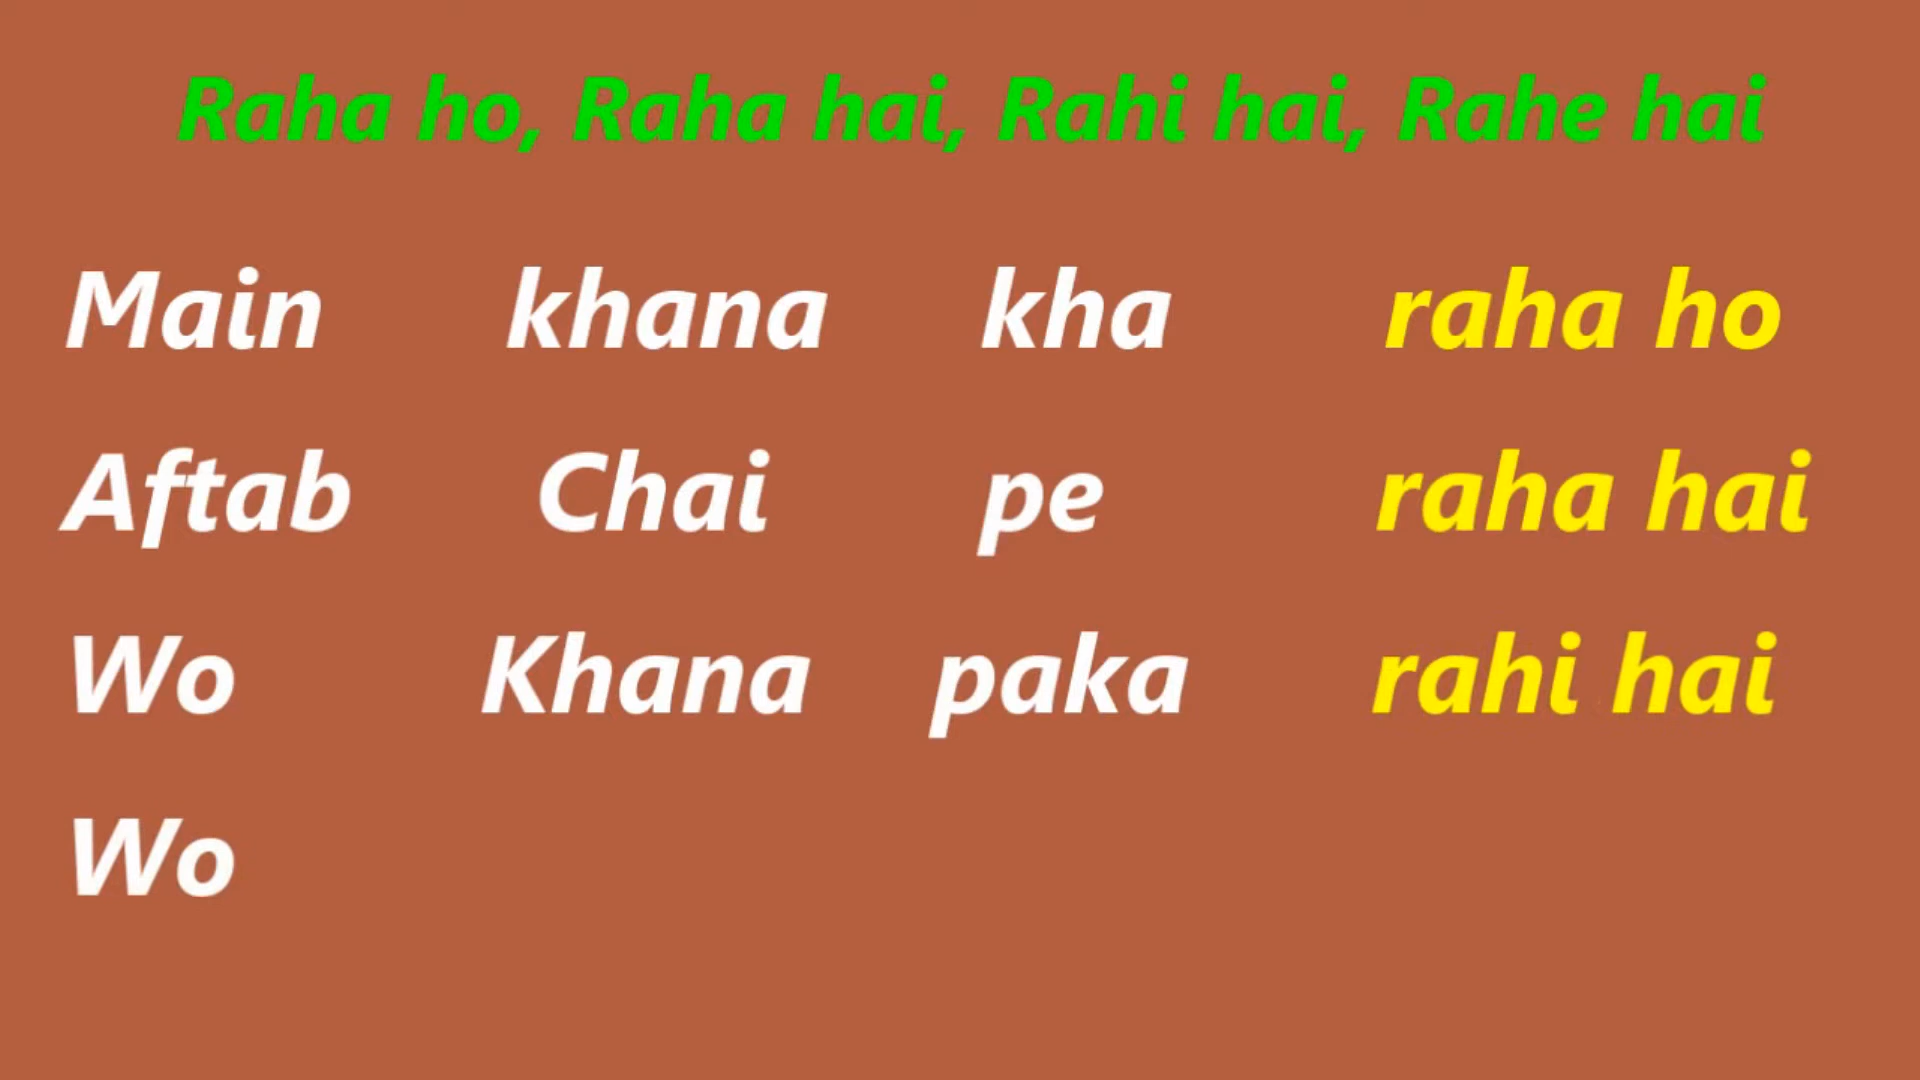 Raha ho, Raha hai, Rahi hai, Rahe hai
Main khana kha raha ho
Aftab Chai pe raha hai
Wo Khana paka rahi hai
Wo